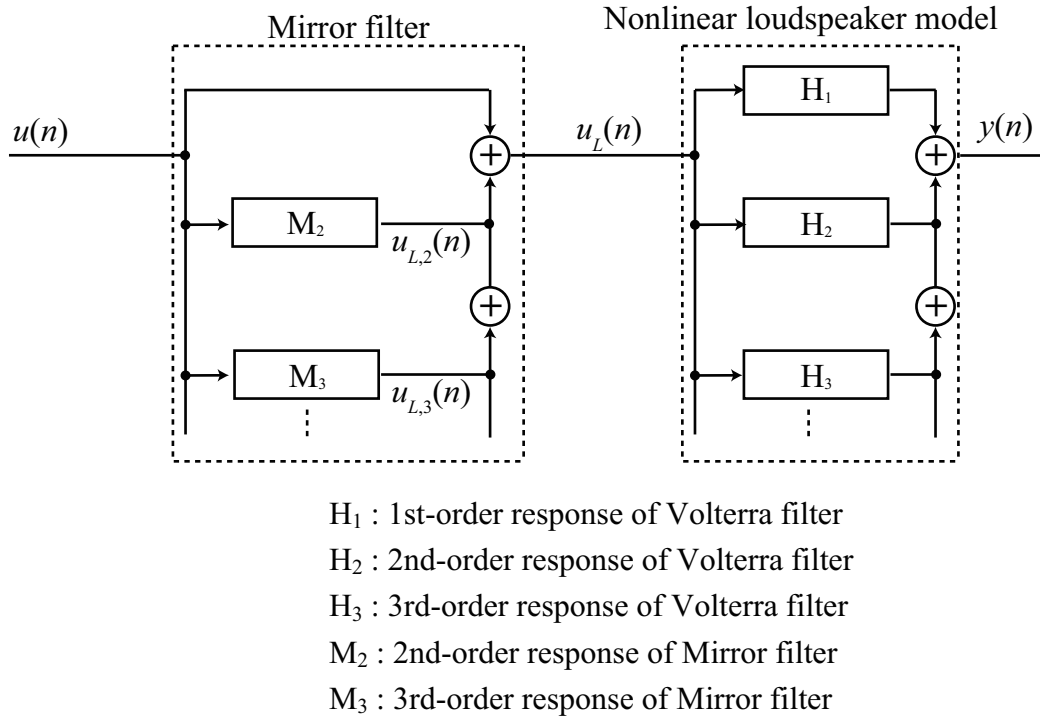 Mirror filter
Nonlinear loudspeaker model
u(n)
u_L(n)
y(n)
H₁
M₂
u_{L,2}(n)
H₂
M₃
u_{L,3}(n)
H₃
H₁ : 1st-order response of Volterra filter
H₂ : 2nd-order response of Volterra filter
H₃ : 3rd-order response of Volterra filter
M₂ : 2nd-order response of Mirror filter
M₃ : 3rd-order response of Mirror filter